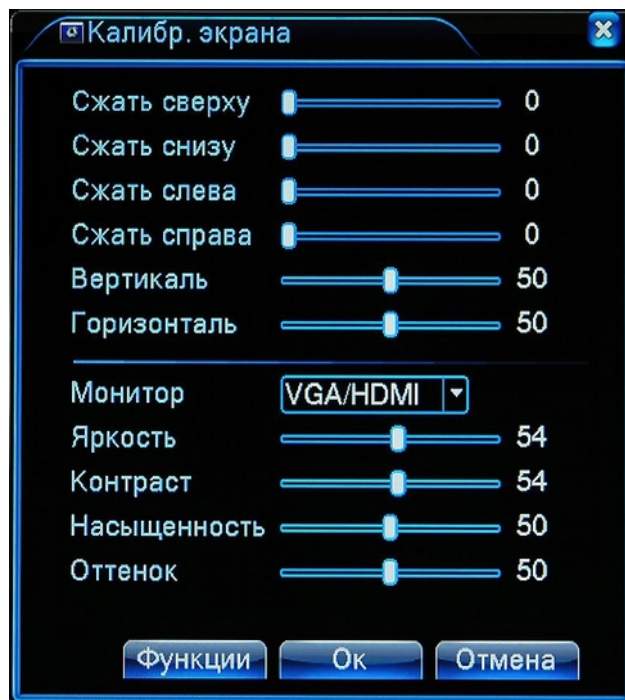 Калибр. экрана
Сжать сверху 0
Сжать снизу 0
Сжать слева 0
Сжать справа 0
Вертикаль 50
Горизонталь 50
Монитор VGA/HDMI
Яркость 54
Контраст 54
Насыщенность 50
Оттенок 50
Функции Ок Отмена